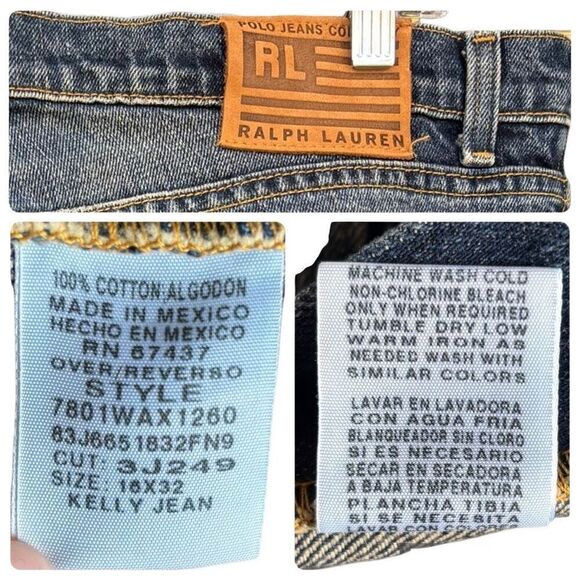 POLO JEANS CO
RL
RALPH LAUREN
100% COTTON/ALGODON
MADE IN MEXICO
HECHO EN MEXICO
RN 67437
OVER/REVERSO
STYLE
7801WAX1260
83J6651832FN9
CUT: 3J249
SIZE: 16X32
KELLY JEAN
MACHINE WASH COLD
NON-CHLORINE BLEACH
ONLY WHEN REQUIRED
TUMBLE DRY LOW
WARM IRON AS
NEEDED WASH WITH
SIMILAR COLORS
LAVAR EN LAVADORA
CON AGUA FRIA
BLANQUEADOR SIN CLORO
SI ES NECESARIO
SECAR EN SECADORA
A BAJA TEMPERATURA
PLANCHA TIBIA
SI SE NECESITA
LAVAR CON COLORES